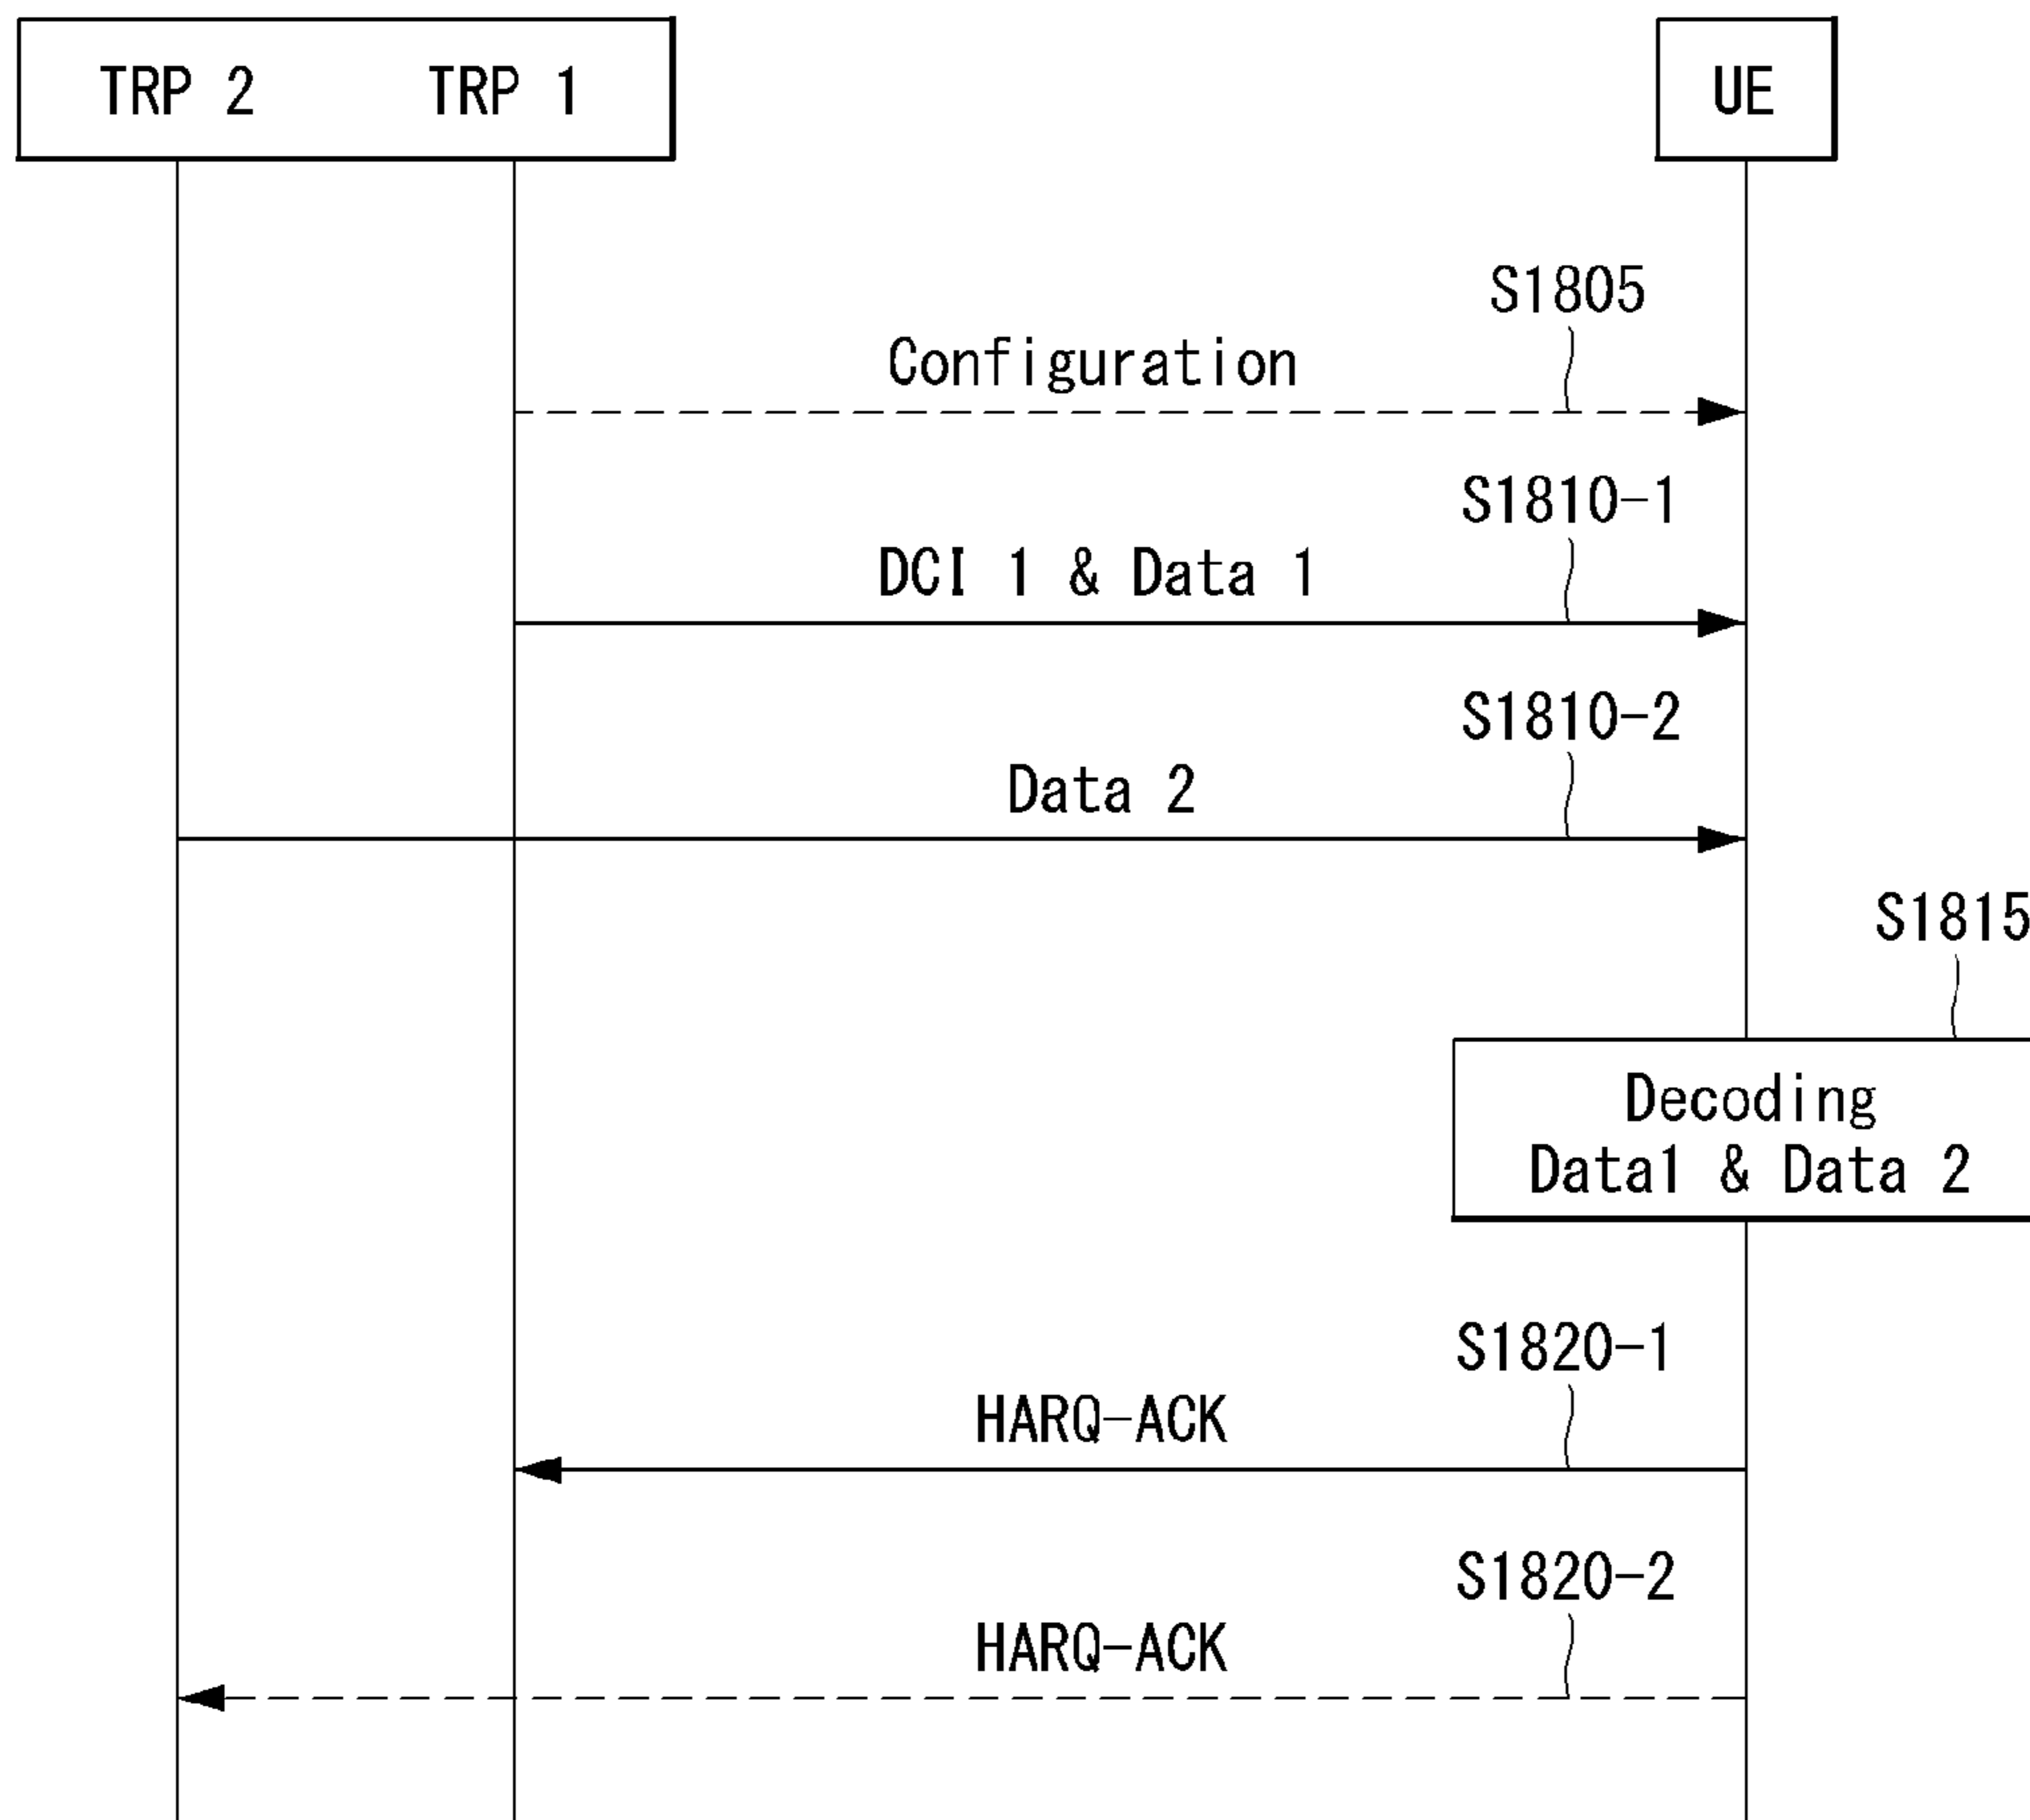 TRP 2 TRP 1 UE
S1805
Configuration
S1810-1
DCI 1 & Data 1
S1810-2
Data 2
S1815
Decoding
Data1 & Data 2
S1820-1
HARQ-ACK
S1820-2
HARQ-ACK